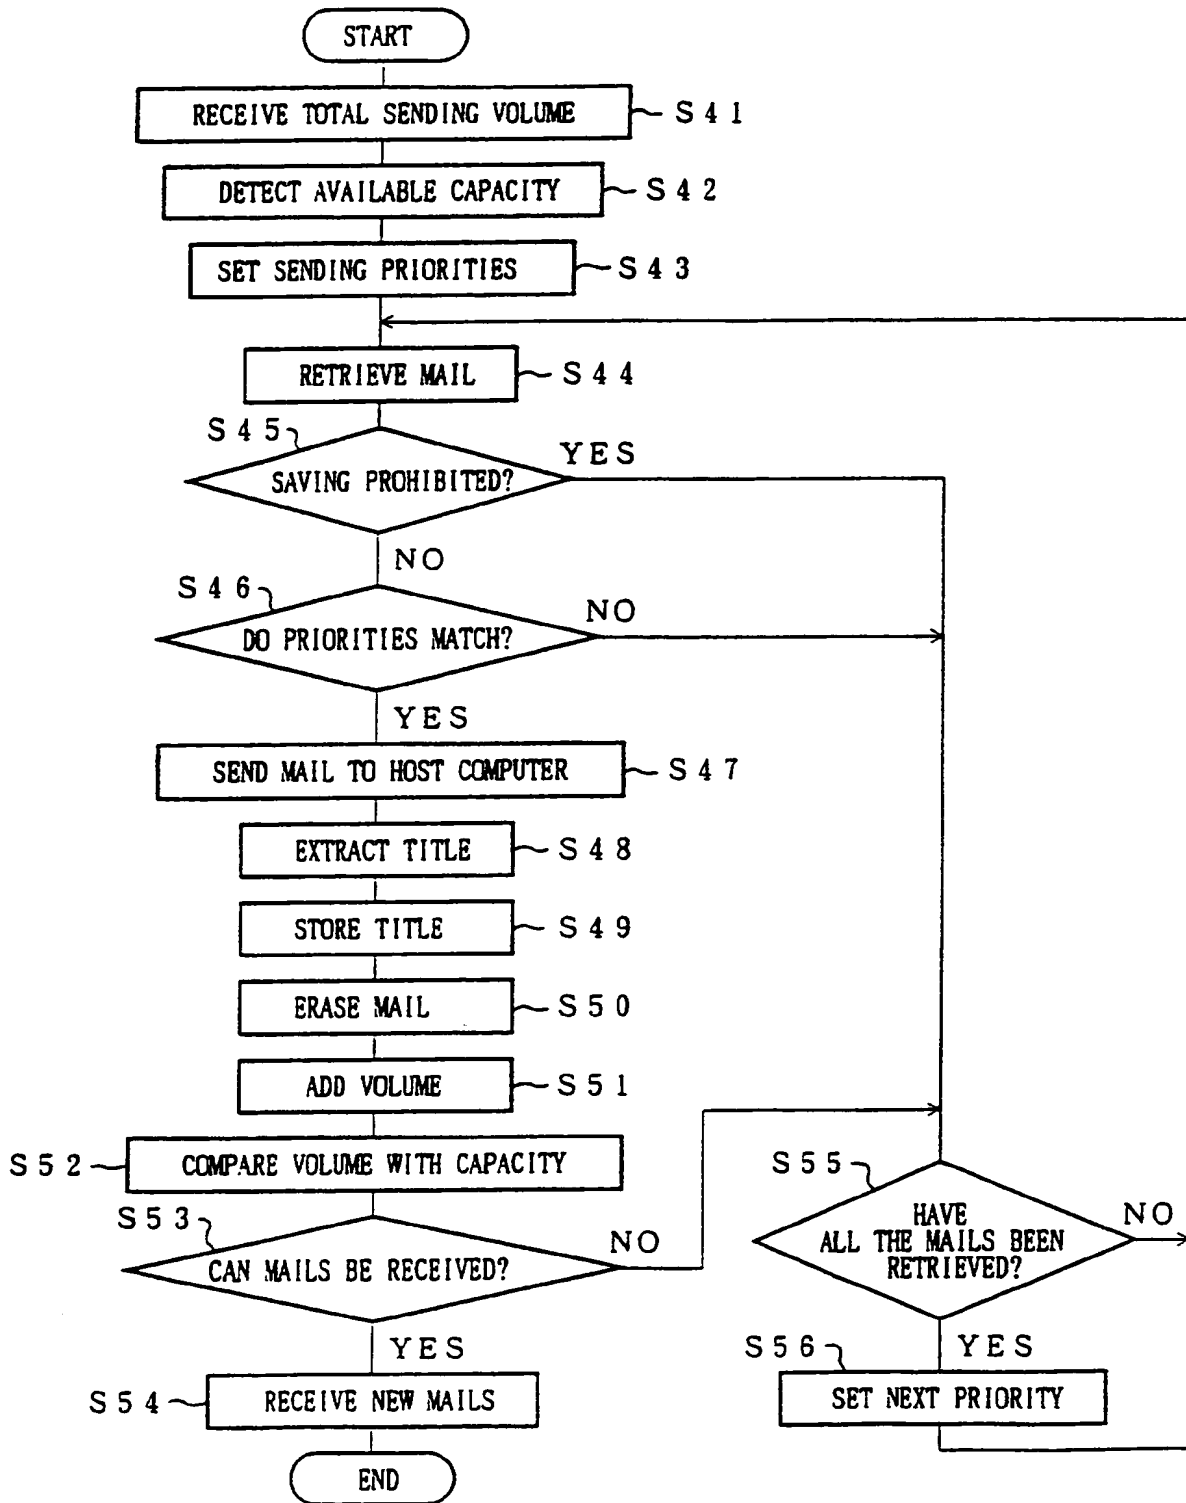 START
RECEIVE TOTAL SENDING VOLUME
S41
DETECT AVAILABLE CAPACITY
S42
SET SENDING PRIORITIES
S43
RETRIEVE MAIL
S44
S45
SAVING PROHIBITED?
YES
NO
S46
DO PRIORITIES MATCH?
NO
YES
SEND MAIL TO HOST COMPUTER
S47
EXTRACT TITLE
S48
STORE TITLE
S49
ERASE MAIL
S50
ADD VOLUME
S51
S52
COMPARE VOLUME WITH CAPACITY
S53
CAN MAILS BE RECEIVED?
NO
YES
S54
RECEIVE NEW MAILS
END
S55
HAVE
ALL THE MAILS BEEN
RETRIEVED?
NO
YES
S56
SET NEXT PRIORITY